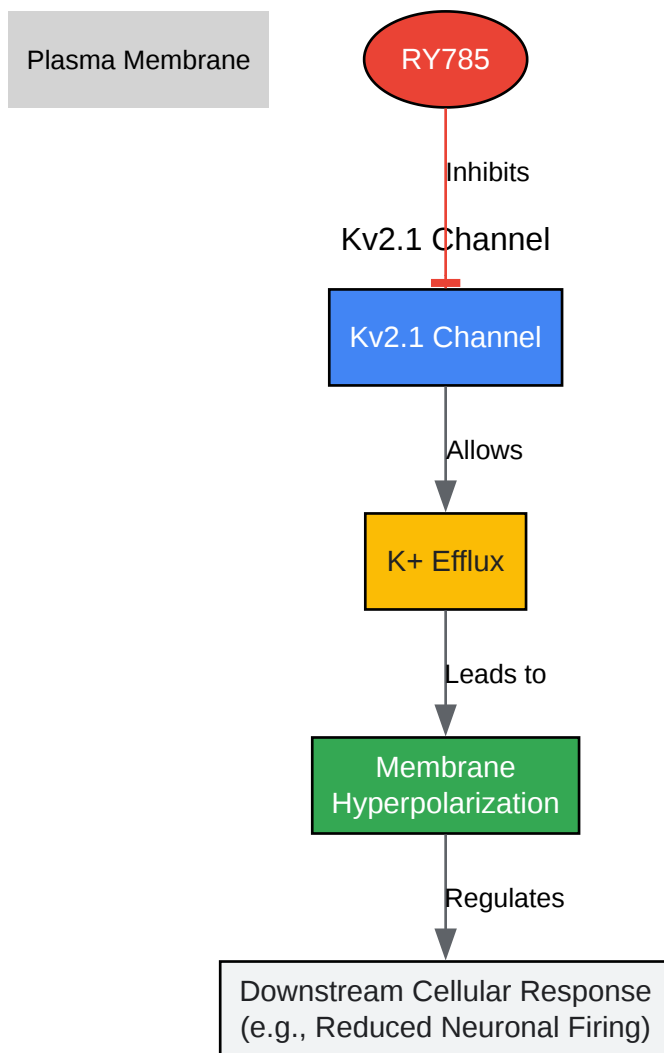 Plasma Membrane
RY785
Inhibits
Kv2.1 Channel
Kv2.1 Channel
Allows
K+ Efflux
Leads to
Membrane
Hyperpolarization
Regulates
Downstream Cellular Response
(e.g., Reduced Neuronal Firing)